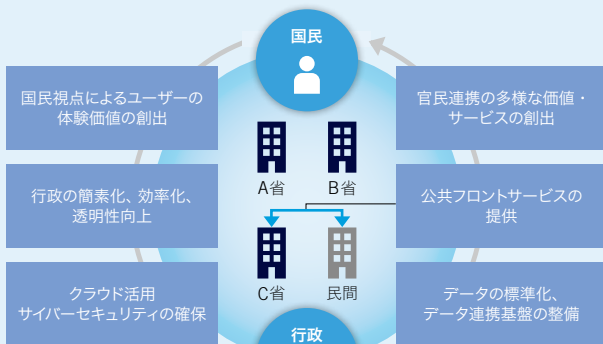 国民
国民視点によるユーザーの
体験価値の創出
官民連携の多様な価値・
サービスの創出
A省
B省
行政の簡素化、効率化、
透明性向上
公共フロントサービスの
提供
C省
民間
クラウド活用
サイバーセキュリティの確保
データの標準化、
データ連携基盤の整備
行政